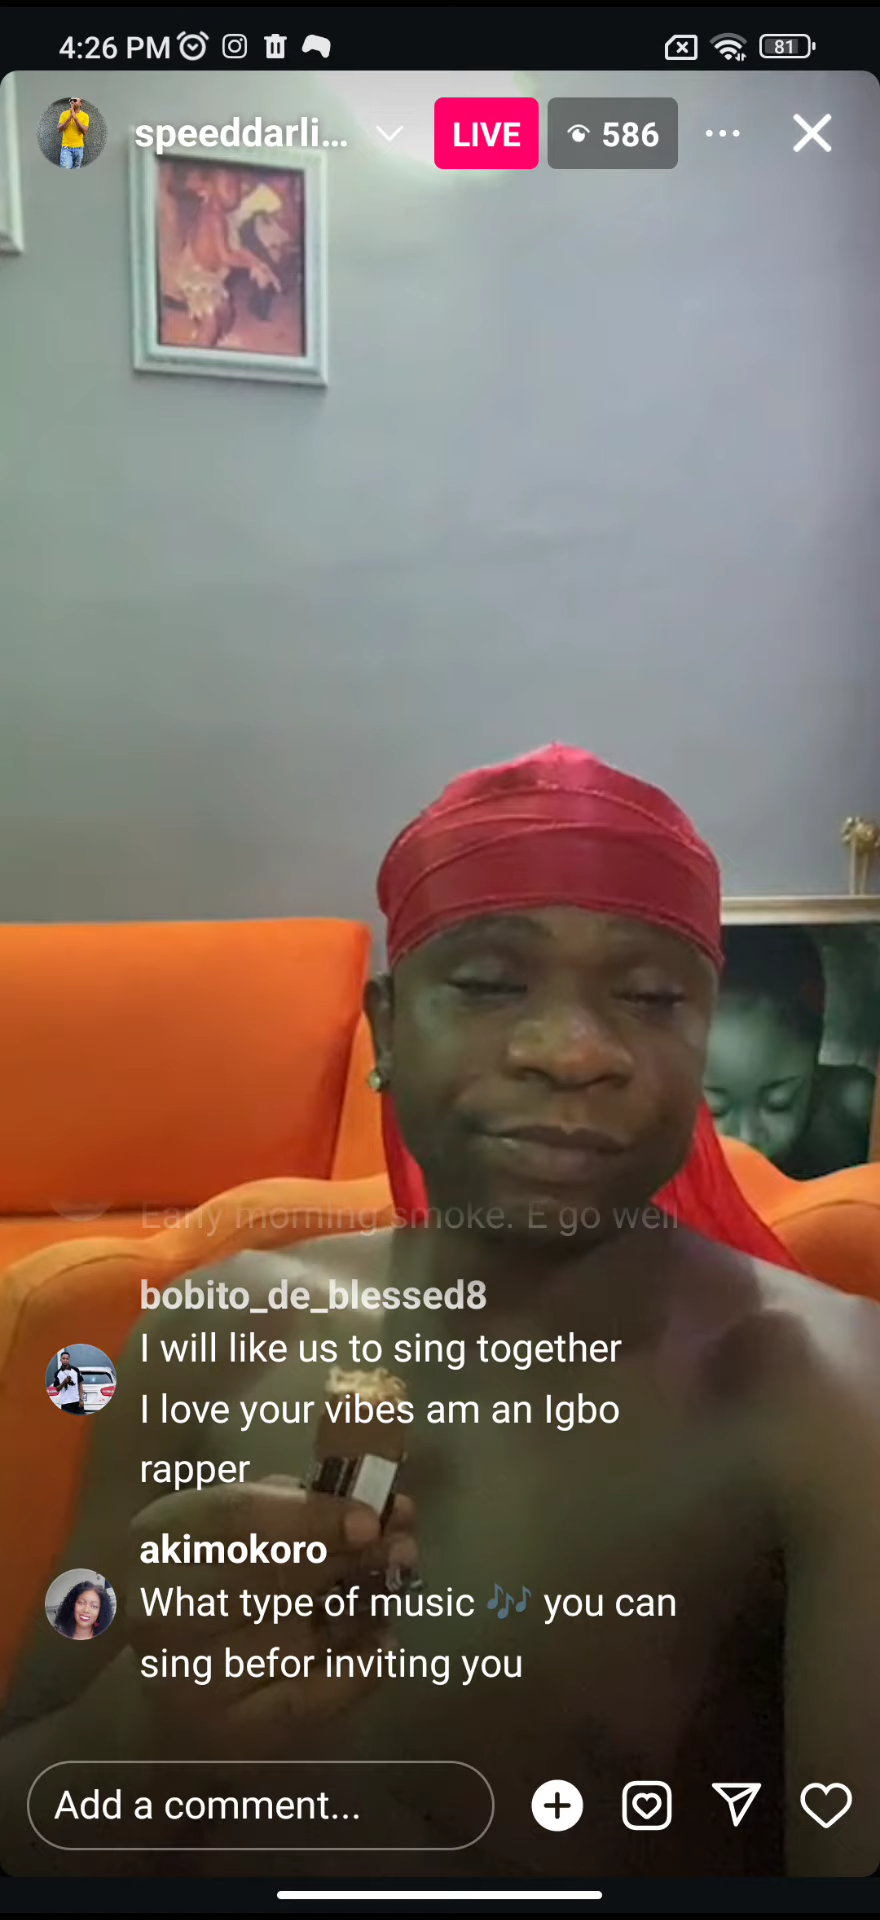 4:26 PM
81
speeddarli...
LIVE
586
Early morning smoke. E go well
bobito_de_blessed8
I will like us to sing together
I love your vibes am an Igbo
rapper
akimokoro
What type of music 🎶 you can
sing befor inviting you
Add a comment...